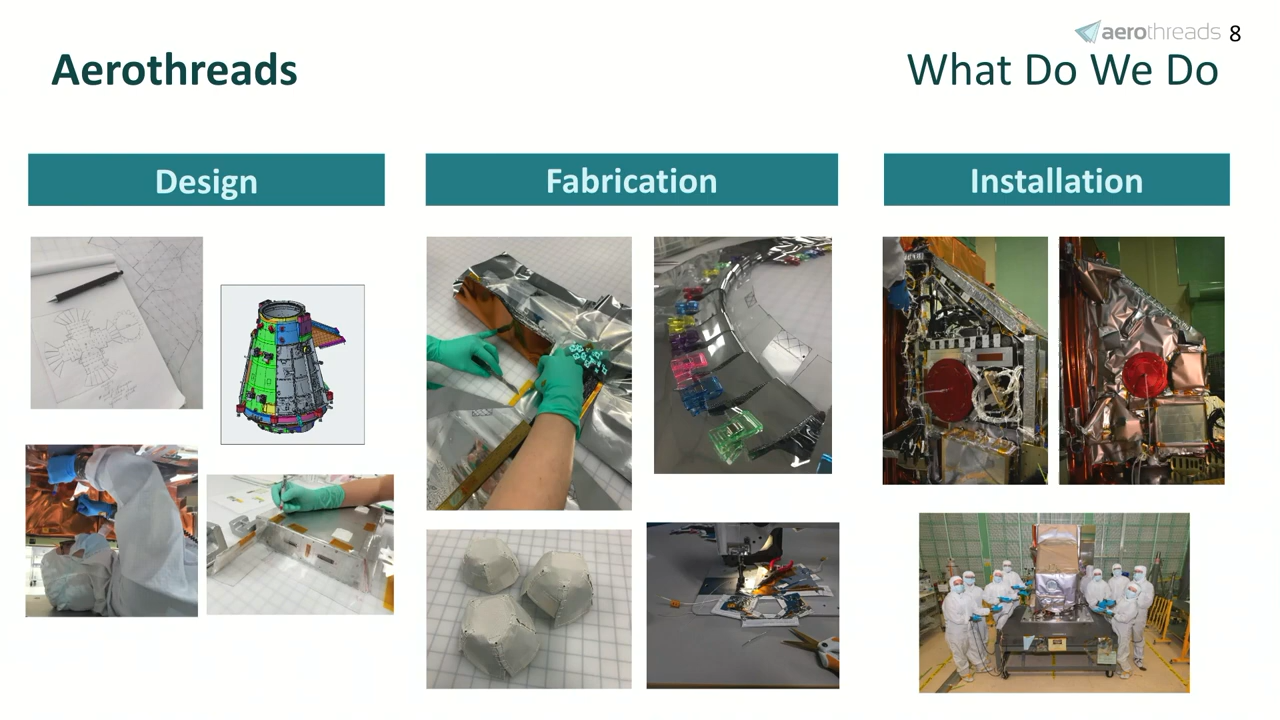 aerothreads 8
Aerothreads
What Do We Do
Design
Fabrication
Installation